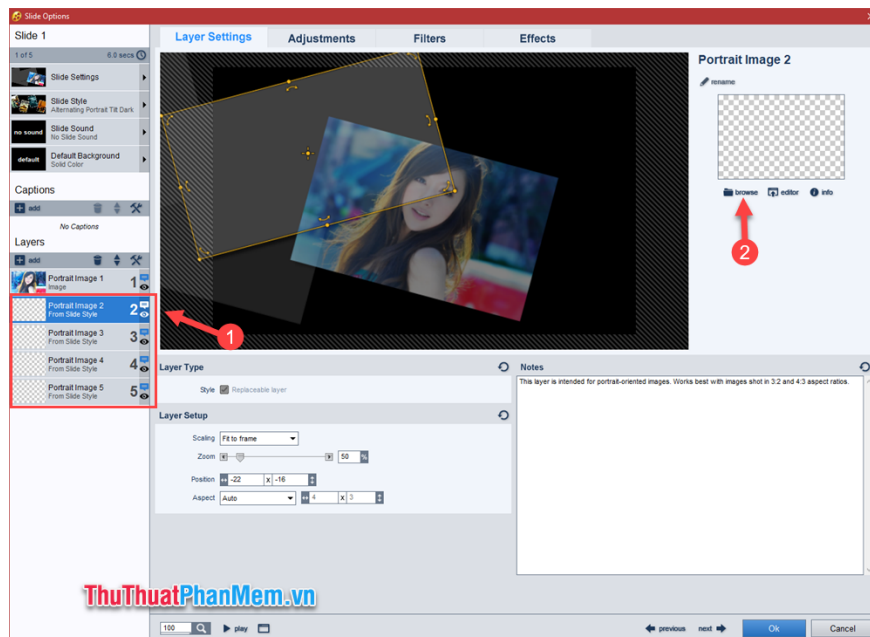 Slide Options
Slide 1
1 of 5 6.0 secs
Slide Settings
Slide Style
Alternating Portrait Tilt Dark
no sound
Slide Sound
No Slide Sound
default
Default Background
Solid Color
Captions
add
No Captions
Layers
add
Portrait Image 1
Image
1
Portrait Image 2
From Slide Style
2
Portrait Image 3
From Slide Style
3
Portrait Image 4
From Slide Style
4
Portrait Image 5
From Slide Style
5
Layer Settings Adjustments Filters Effects
1
Portrait Image 2
rename
browse editor info
2
Layer Type
Style Replaceable layer
Layer Setup
Scaling Fit to frame
Zoom 50 %
Position -22 x -16
Aspect Auto 4 x 3
Notes
This layer is intended for portrait-oriented images. Works best with images shot in 3:2 and 4:3 aspect ratios.
ThuThuatPhanMem.vn
100 play previous next Ok Cancel